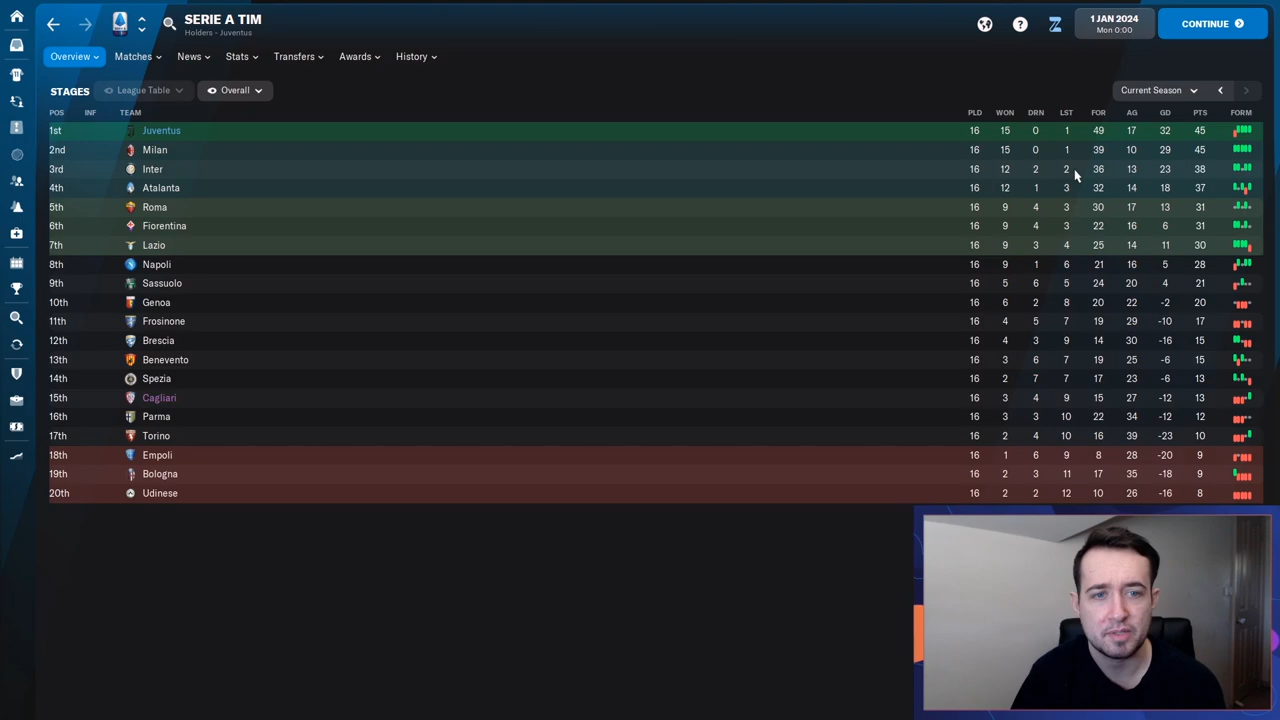 SERIE A TIM
Holders - Juventus
1 JAN 2024
Mon 0:00
CONTINUE
Overview Matches News Stats Transfers Awards History
STAGES League Table Overall Current Season
POS INF TEAM PLD WON DRN LST FOR AG GD PTS FORM
1st Juventus 16 15 0 1 49 17 32 45
2nd Milan 16 15 0 1 39 10 29 45
3rd Inter 16 12 2 2 36 13 23 38
4th Atalanta 16 12 1 3 32 14 18 37
5th Roma 16 9 4 3 30 17 13 31
6th Fiorentina 16 9 4 3 22 16 6 31
7th Lazio 16 9 3 4 25 14 11 30
8th Napoli 16 9 1 6 21 16 5 28
9th Sassuolo 16 5 6 5 24 20 4 21
10th Genoa 16 6 2 8 20 22 -2 20
11th Frosinone 16 4 5 7 19 29 -10 17
12th Brescia 16 4 3 9 14 30 -16 15
13th Benevento 16 3 6 7 19 25 -6 15
14th Spezia 16 2 7 7 17 23 -6 13
15th Cagliari 16 3 4 9 15 27 -12 13
16th Parma 16 3 3 10 22 34 -12 12
17th Torino 16 2 4 10 16 39 -23 10
18th Empoli 16 1 6 9 8 28 -20 9
19th Bologna 16 2 3 11 17 35 -18 9
20th Udinese 16 2 2 12 10 26 -16 8